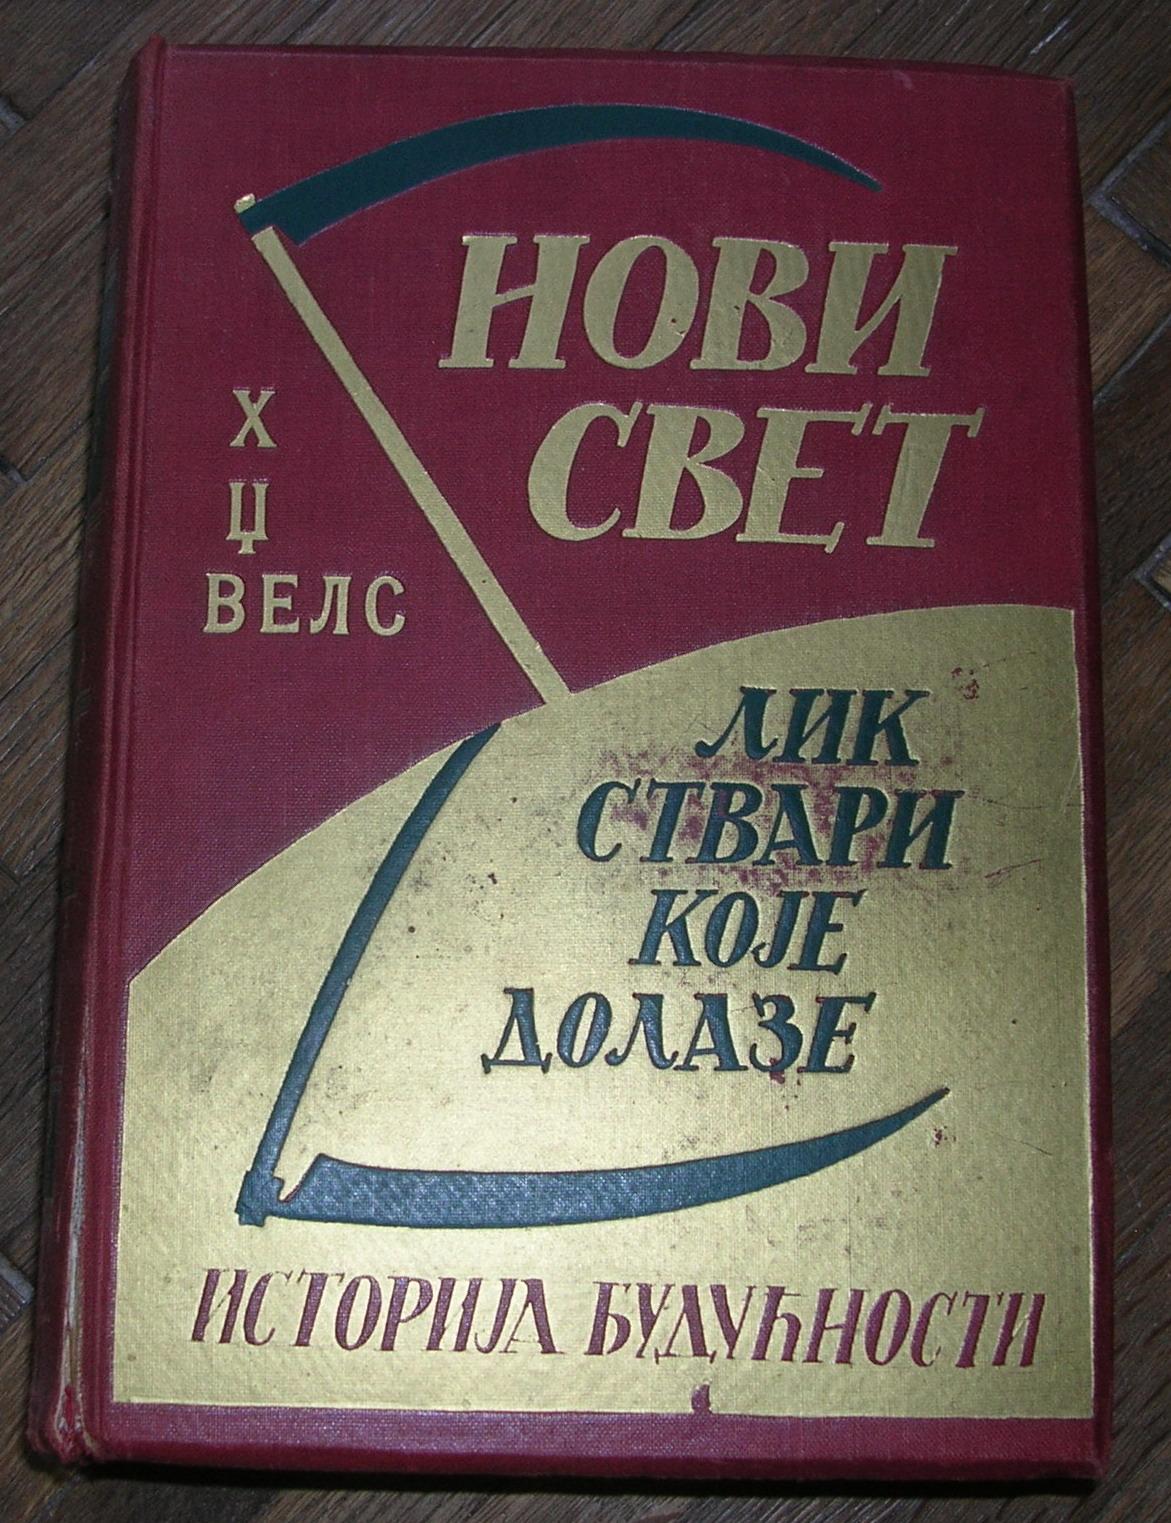 НОВИ
СВЕТ
Х
Џ
ВЕЛС
ЛИК
СТВАРИ
КОЈЕ
ДОЛАЗЕ
ИСТОРИЈА БУДУЋНОСТИ